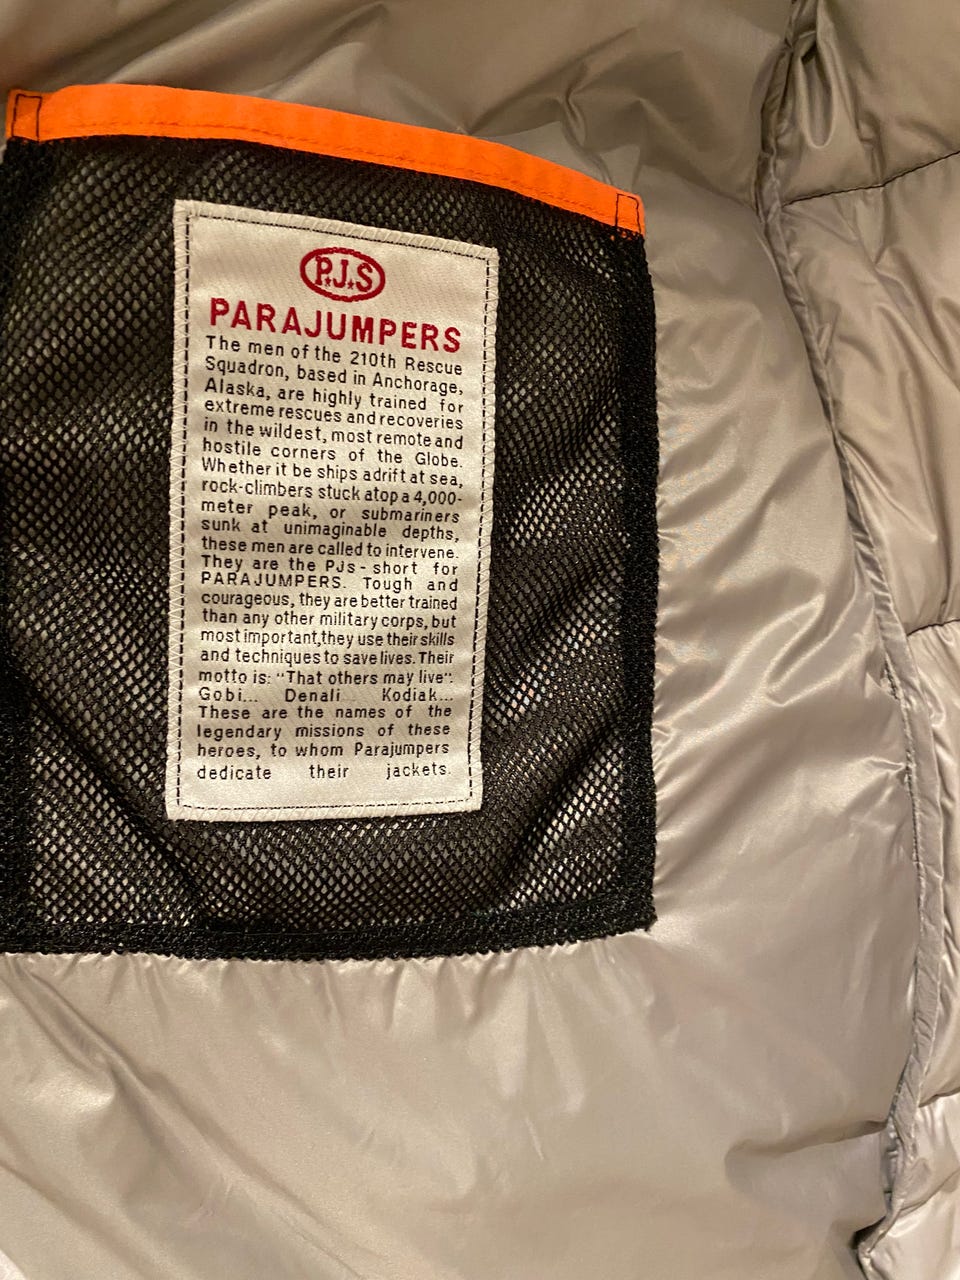 P.J.S
PARAJUMPERS
The men of the 210th Rescue
Squadron, based in Anchorage,
Alaska, are highly trained for
extreme rescues and recoveries
in the wildest, most remote and
hostile corners of the Globe.
Whether it be ships adrift at sea,
rock-climbers stuck atop a 4,000-
meter peak, or submariners
sunk at unimaginable depths,
these men are called to intervene.
They are the PJs - short for
PARAJUMPERS. Tough and
courageous, they are better trained
than any other military corps, but
most important,they use their skills
and techniques to save lives. Their
motto is: "That others may live".
Gobi... Denali Kodiak...
These are the names of the
legendary missions of these
heroes, to whom Parajumpers
dedicate their jackets.